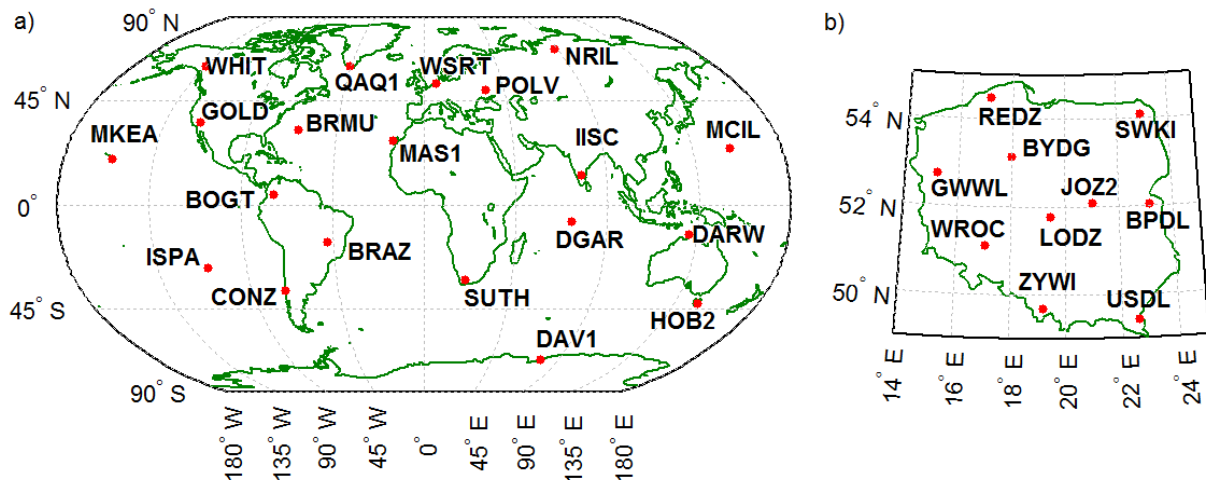 a)
90° N
NRIL
WHIT
QAQ1
WSRT
POLV
45° N
GOLD
BRMU
MKEA
MAS1
IISC
MCIL
BOGT
0°
DGAR
DARW
ISPA
BRAZ
CONZ
SUTH
45° S
HOB2
DAV1
90° S
180° W
135° W
90° W
45° W
0°
45° E
90° E
135° E
180° E
b)
54° N
REDZ
SWKI
BYDG
GWWL
JOZ2
52° N
BPDL
WROC
LODZ
ZYWI
USDL
50° N
14° E
16° E
18° E
20° E
22° E
24° E